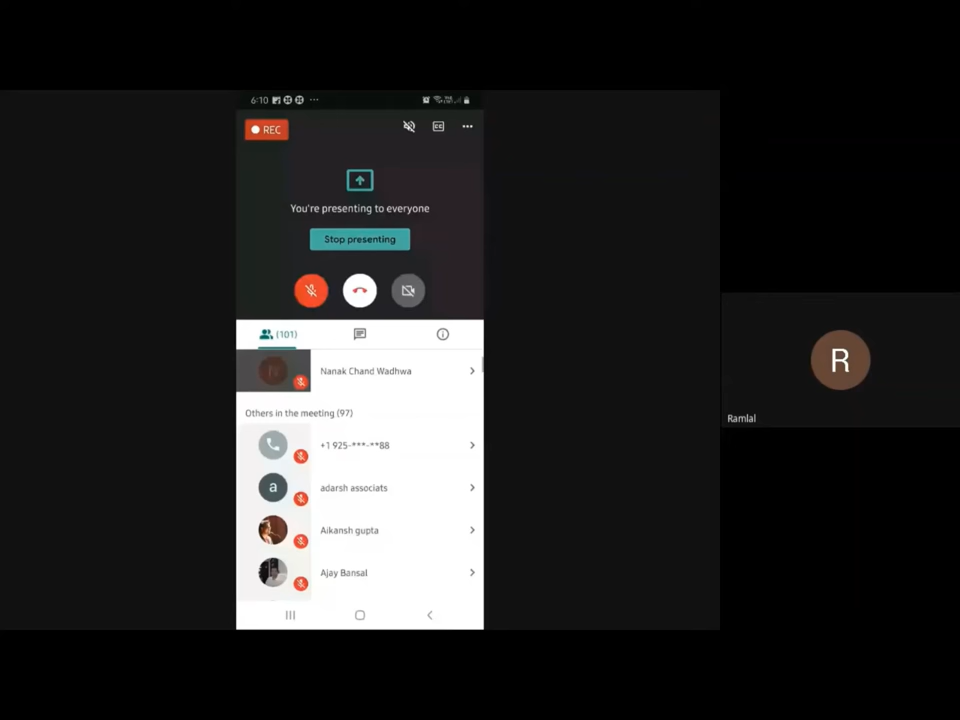 6:10
REC
CC
You're presenting to everyone
Stop presenting
(101)
N
Nanak Chand Wadhwa
Others in the meeting (97)
+1 925-***-**88
a
adarsh associats
Aikansh gupta
Ajay Bansal
R
Ramlal